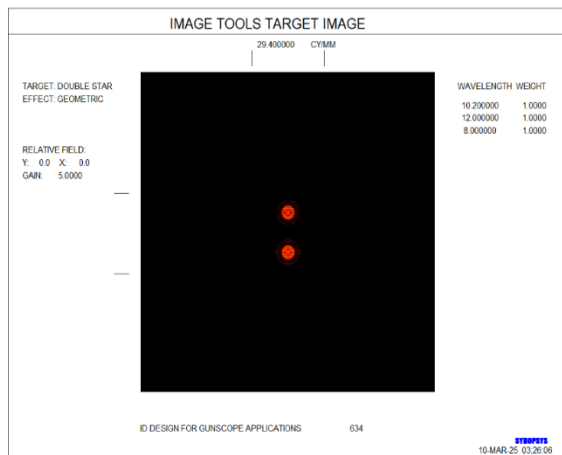 IMAGE TOOLS TARGET IMAGE
29.400000 CY/MM
TARGET: DOUBLE STAR
EFFECT: GEOMETRIC
WAVELENGTH WEIGHT
10.200000 1.0000
12.000000 1.0000
8.000000 1.0000
RELATIVE FIELD:
Y: 0.0 X: 0.0
GAIN: 5.0000
ID DESIGN FOR GUNSCOPE APPLICATIONS 634
SYNOPSYS
10-MAR-25 03:26:06